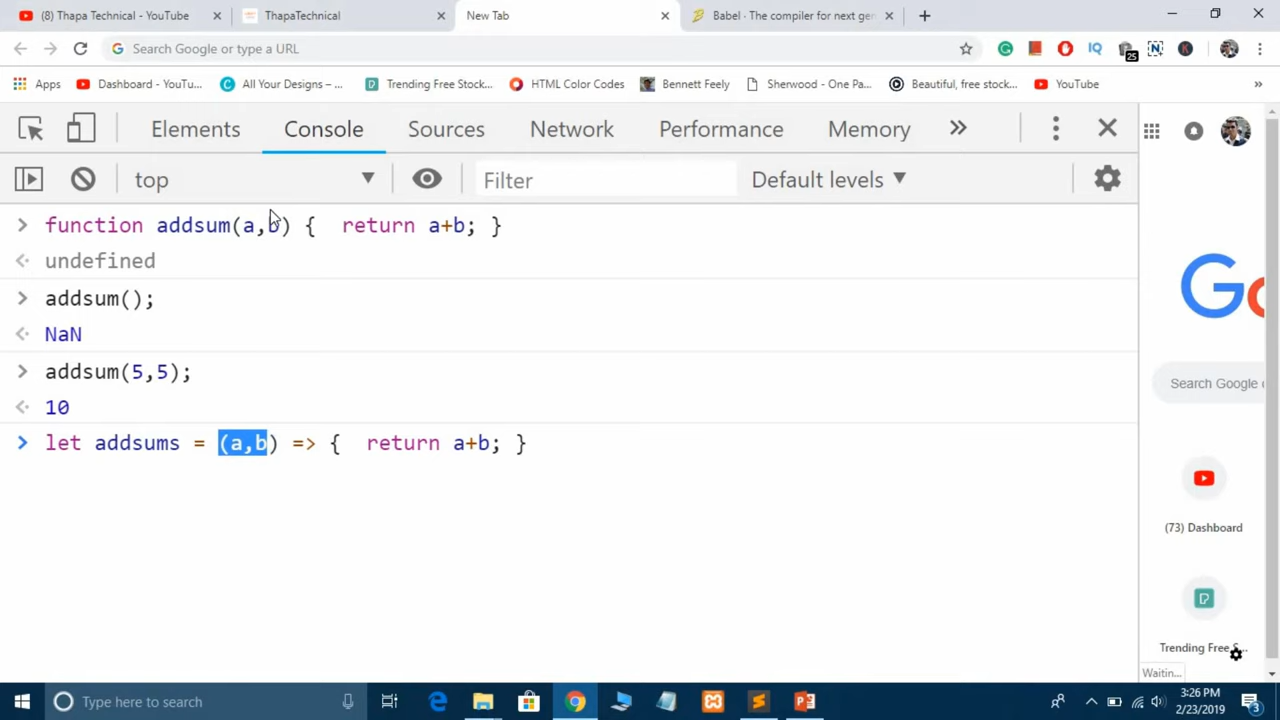 (8) Thapa Technical - YouTube
ThapaTechnical
New Tab
Babel · The compiler for next gen
Search Google or type a URL
25
Apps
Dashboard - YouTu...
All Your Designs – ...
Trending Free Stock...
HTML Color Codes
Bennett Feely
Sherwood - One Pa...
Beautiful, free stock...
YouTube
Elements
Console
Sources
Network
Performance
Memory
top
Filter
Default levels
function addsum(a,b) { return a+b; }
undefined
addsum();
NaN
addsum(5,5);
10
let addsums = (a,b) => { return a+b; }
Search Google
(73) Dashboard
Trending Free S...
Waitin...
Type here to search
3:26 PM
2/23/2019
3